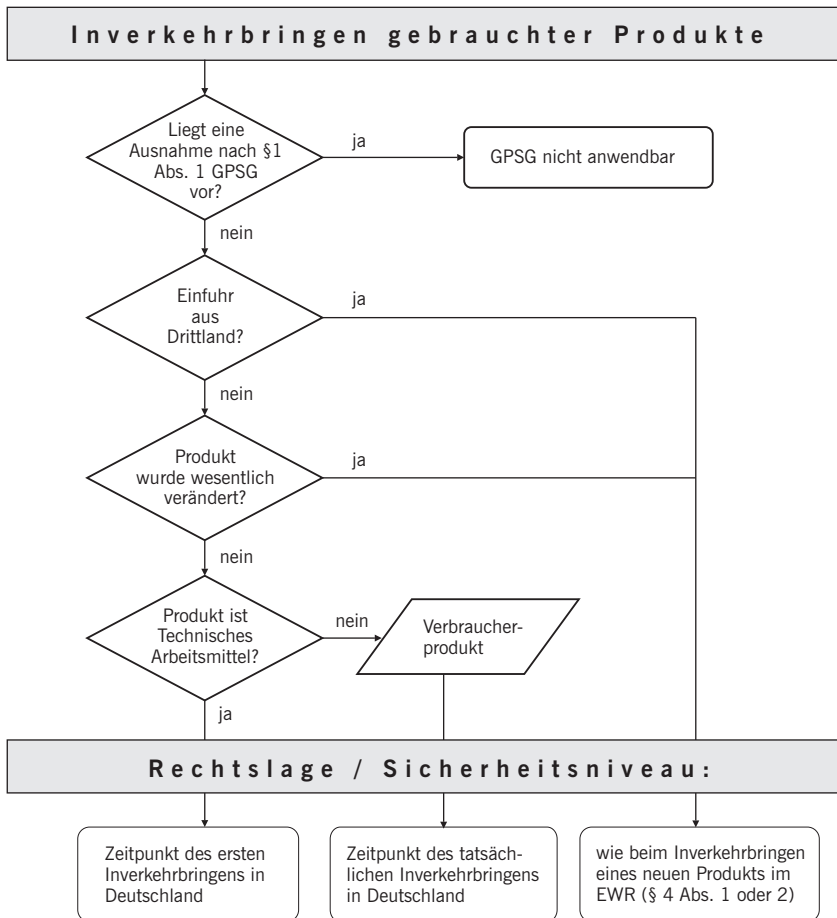 Inverkehrbringen gebrauchter Produkte
Liegt eine
Ausnahme nach §1
Abs. 1 GPSG
vor?
ja
GPSG nicht anwendbar
nein
Einfuhr
aus
Drittland?
ja
nein
Produkt
wurde wesentlich
verändert?
ja
nein
Produkt ist
Technisches
Arbeitsmittel?
nein
Verbraucher-
produkt
ja
Rechtslage / Sicherheitsniveau:
Zeitpunkt des ersten
Inverkehrbringens in
Deutschland
Zeitpunkt des tatsäch-
lichen Inverkehrbringens
in Deutschland
wie beim Inverkehrbringen
eines neuen Produkts im
EWR (§ 4 Abs. 1 oder 2)